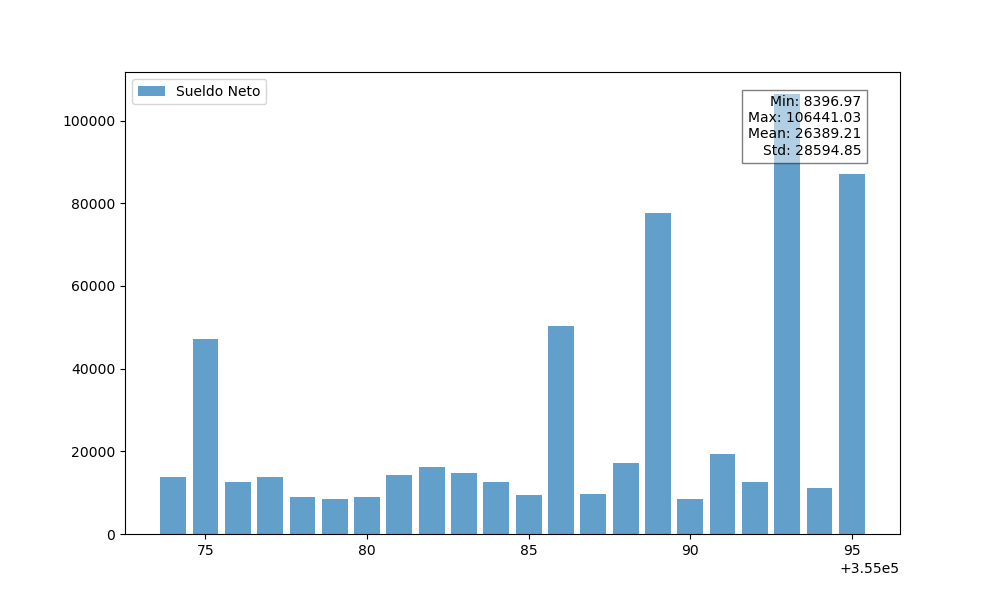 Sueldo Neto
Min: 8396.97
Max: 106441.03
Mean: 26389.21
Std: 28594.85
100000
80000
60000
40000
20000
0
75 80 85 90 95
+3.55e5